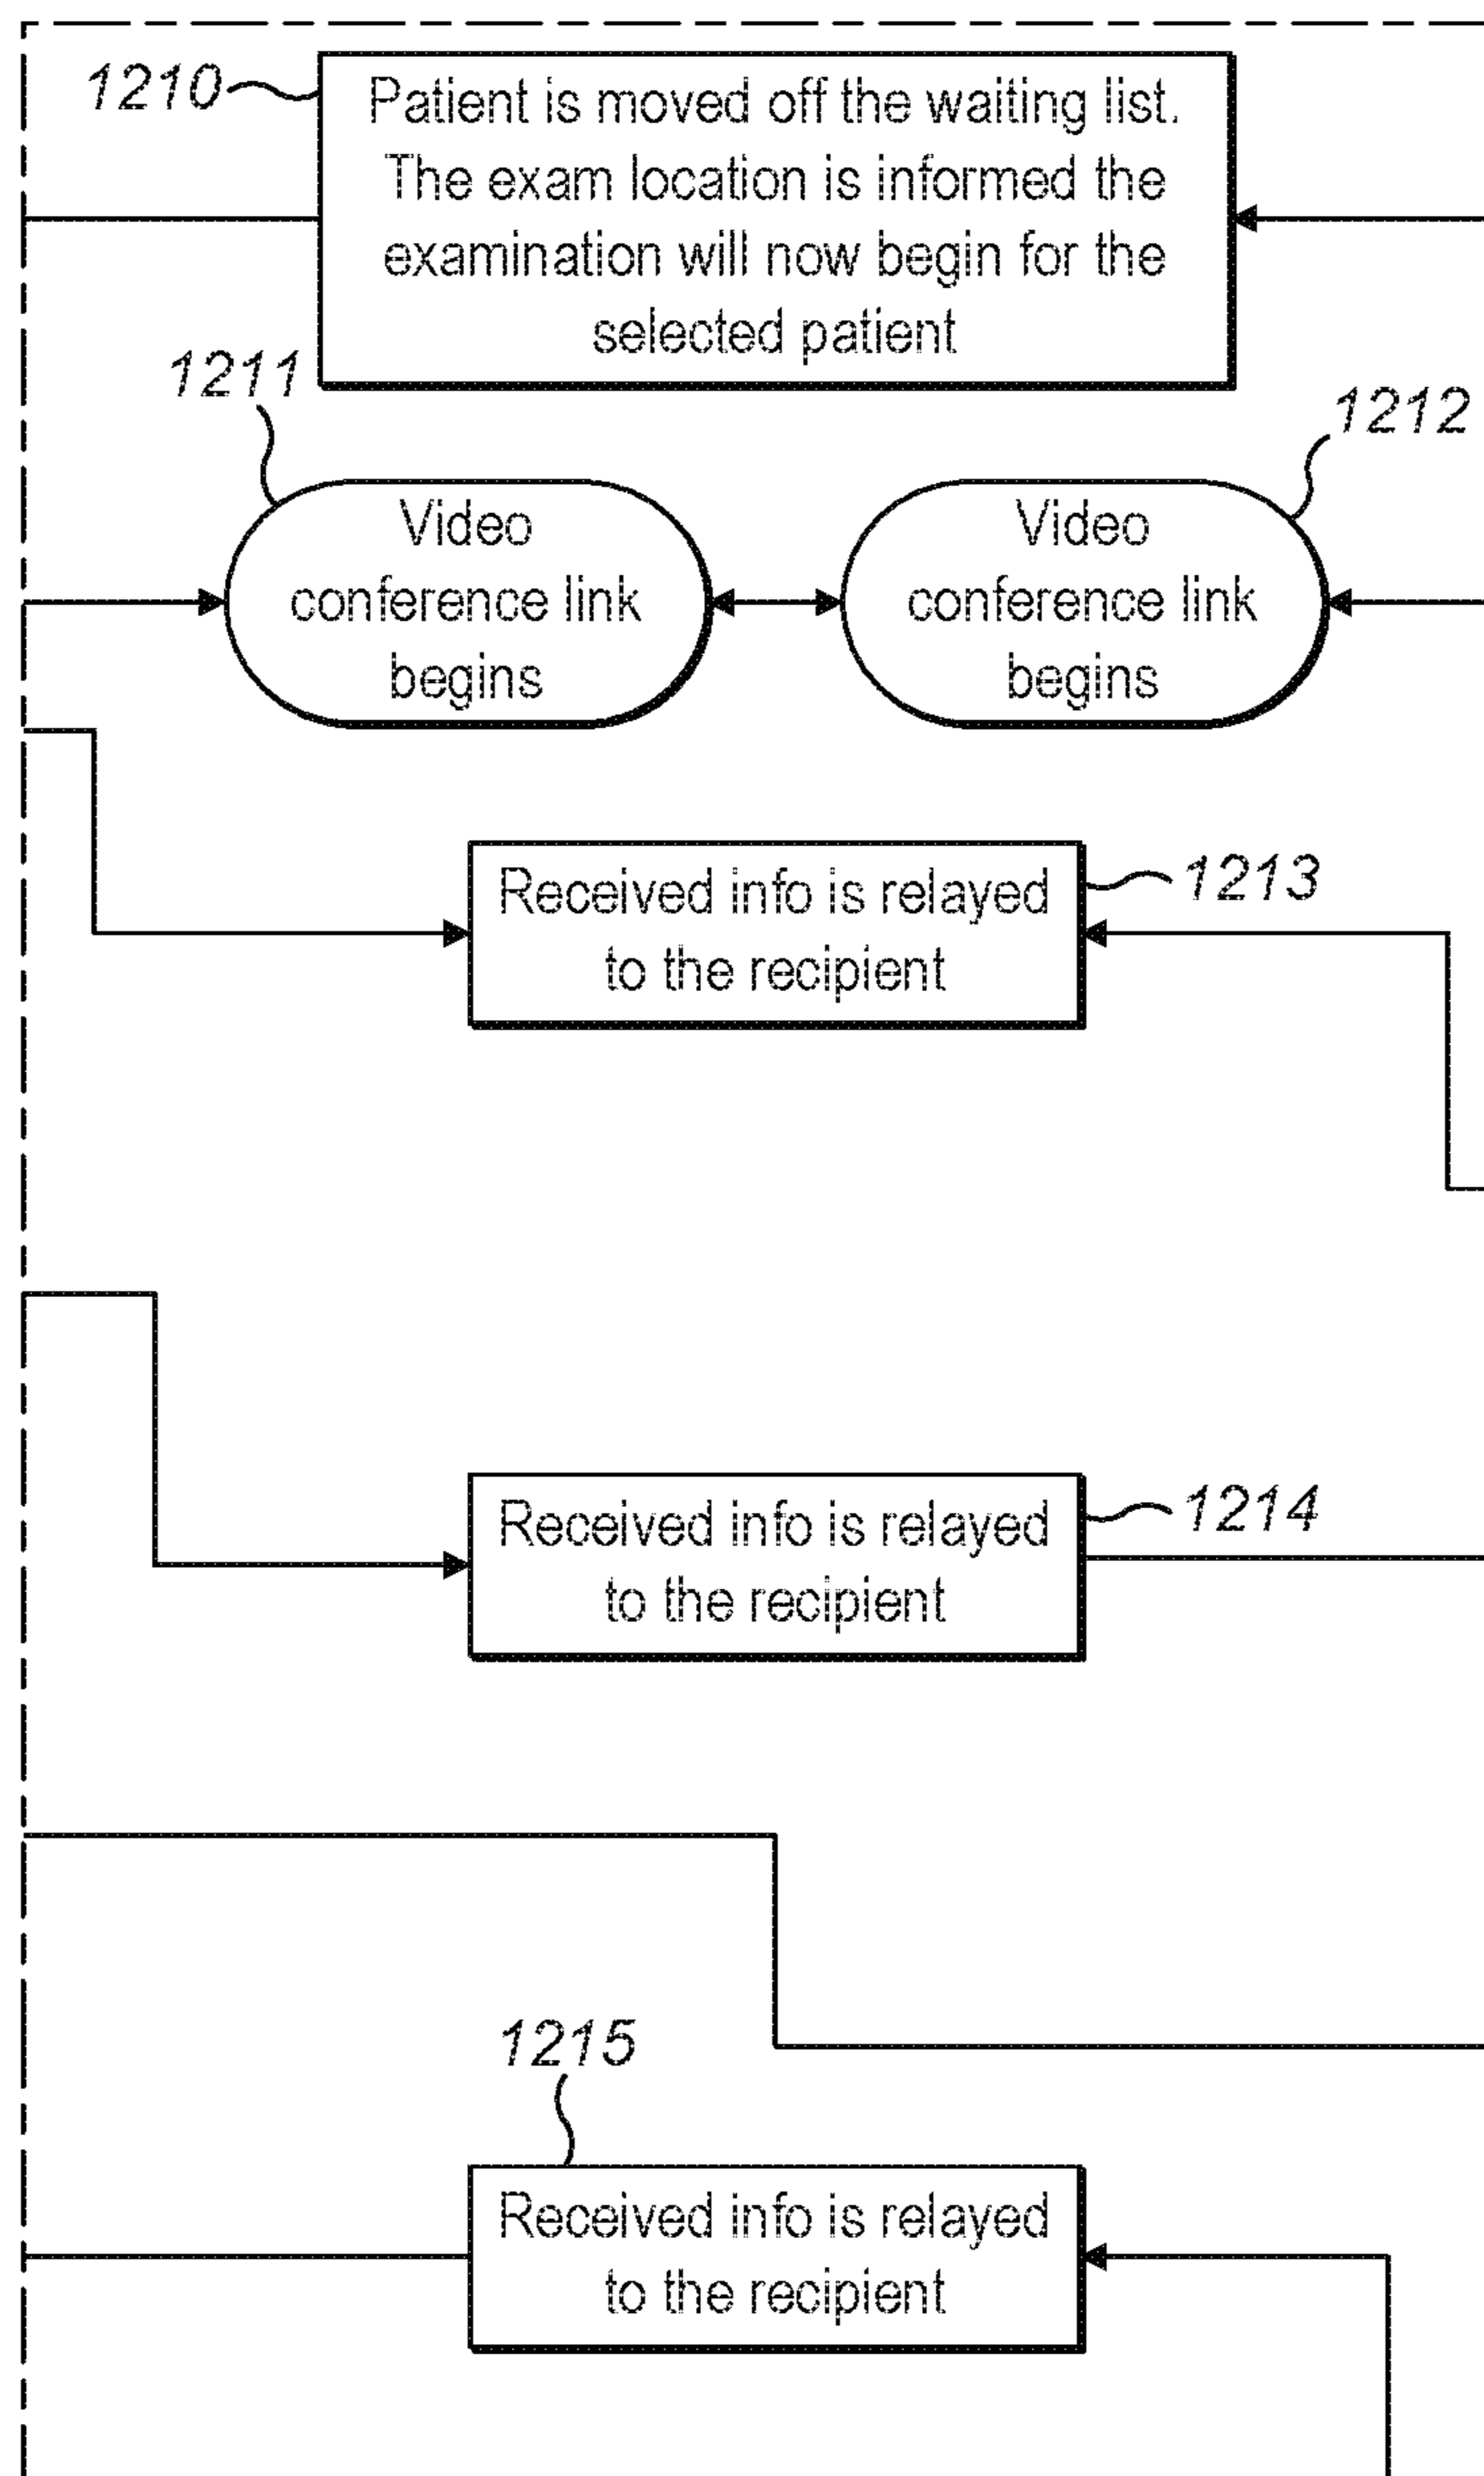 1210
Patient is moved off the waiting list.
The exam location is informed the
examination will now begin for the
selected patient
1211
1212
Video
conference link
begins
Video
conference link
begins
Received info is relayed
to the recipient
1213
Received info is relayed
to the recipient
1214
1215
Received info is relayed
to the recipient